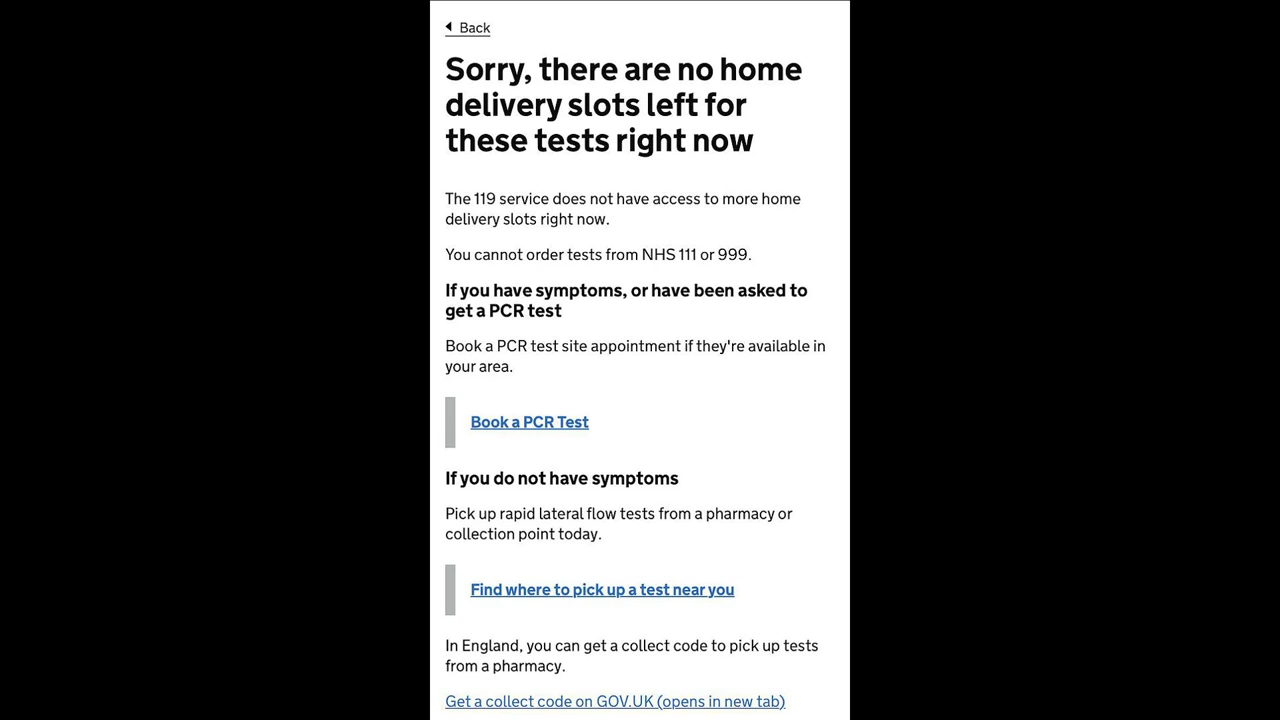 Back
Sorry, there are no home
delivery slots left for
these tests right now
The 119 service does not have access to more home
delivery slots right now.
You cannot order tests from NHS 111 or 999.
If you have symptoms, or have been asked to
get a PCR test
Book a PCR test site appointment if they're available in
your area.
Book a PCR Test
If you do not have symptoms
Pick up rapid lateral flow tests from a pharmacy or
collection point today.
Find where to pick up a test near you
In England, you can get a collect code to pick up tests
from a pharmacy.
Get a collect code on GOV.UK (opens in new tab)